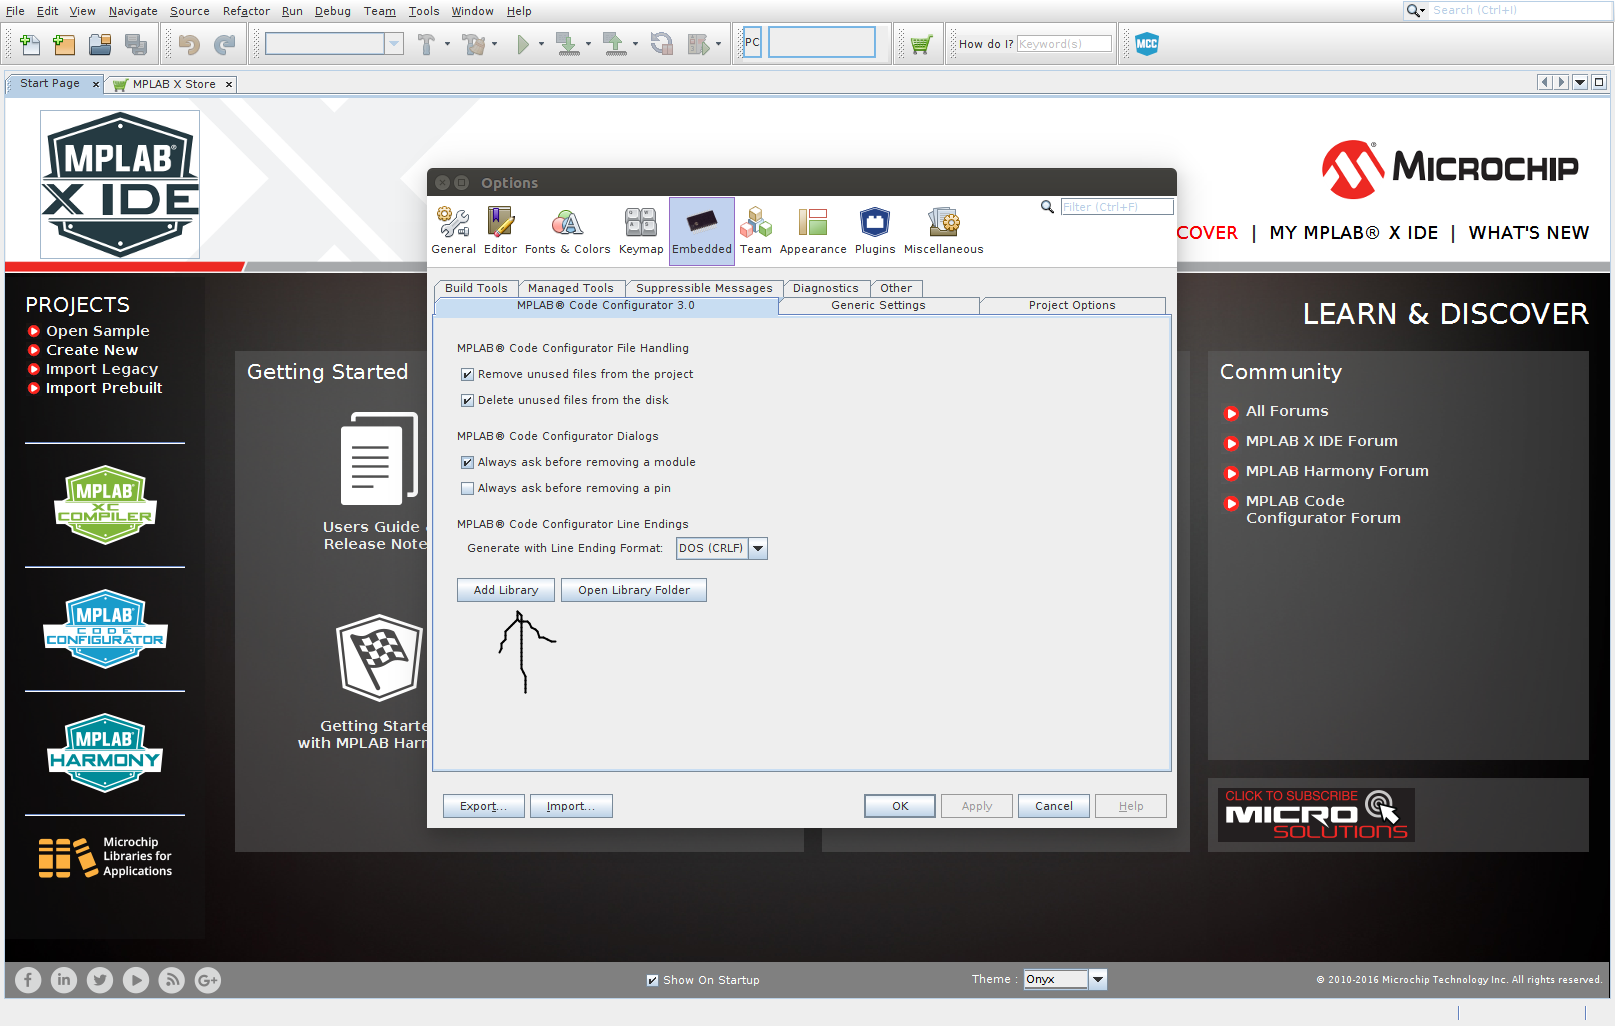 File Edit View Navigate Source Refactor Run Debug Team Tools Window Help
Search (Ctrl+I)
PC
How do I? Keyword(s)
MCC
Start Page x MPLAB X Store x
MPLAB®
X IDE
MICROCHIP
COVER | MY MPLAB® X IDE | WHAT'S NEW
Options
Filter (Ctrl+F)
General Editor Fonts & Colors Keymap Embedded Team Appearance Plugins Miscellaneous
Build Tools Managed Tools Suppressible Messages Diagnostics Other
MPLAB® Code Configurator 3.0 Generic Settings Project Options
MPLAB® Code Configurator File Handling
Remove unused files from the project
Delete unused files from the disk
MPLAB® Code Configurator Dialogs
Always ask before removing a module
Always ask before removing a pin
MPLAB® Code Configurator Line Endings
Generate with Line Ending Format: DOS (CRLF)
Add Library Open Library Folder
Export... Import... OK Apply Cancel Help
PROJECTS
Open Sample
Create New
Import Legacy
Import Prebuilt
MPLAB®
XC
COMPILER
MPLAB®
CODE
CONFIGURATOR
MPLAB®
HARMONY
Microchip
Libraries for
Applications
Getting Started
Users Guide
Release Note
Getting Starte
with MPLAB Har
LEARN & DISCOVER
Community
All Forums
MPLAB X IDE Forum
MPLAB Harmony Forum
MPLAB Code
Configurator Forum
CLICK TO SUBSCRIBE
MICRO
SOLUTIONS
Show On Startup
Theme : Onyx
© 2010-2016 Microchip Technology Inc. All rights reserved.